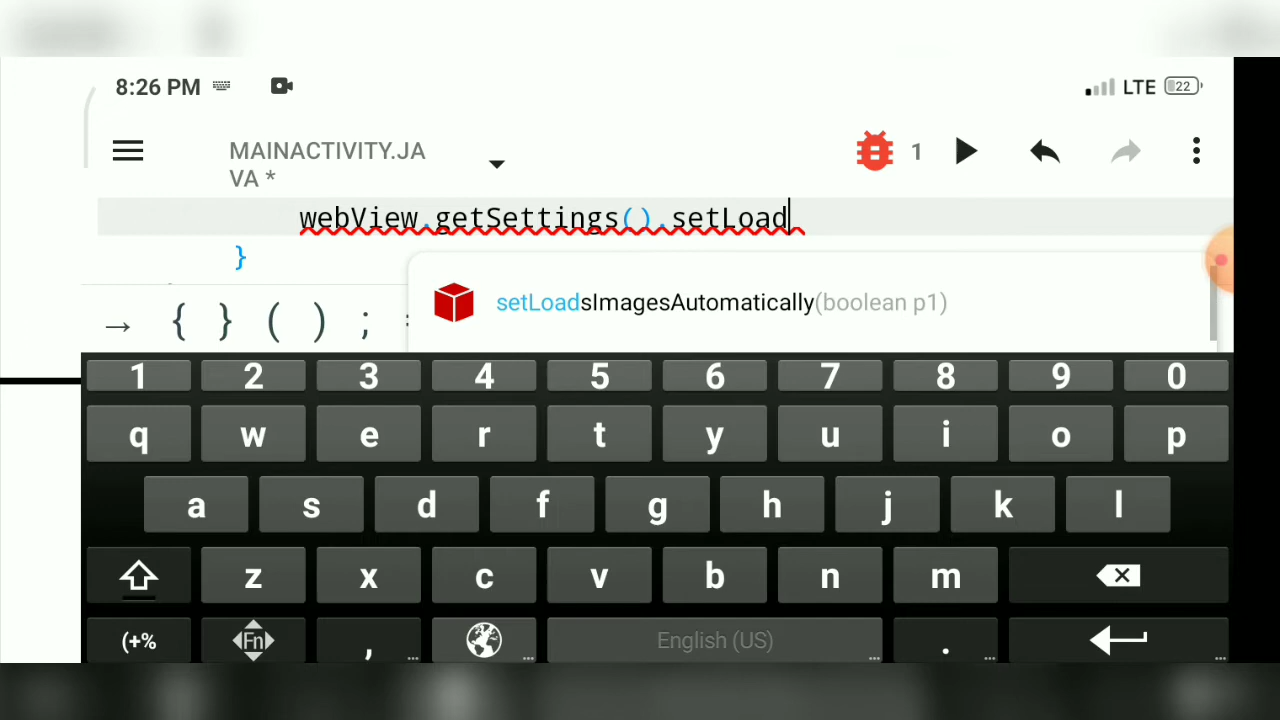 8:26 PM LTE 22
MAINACTIVITY.JA
VA *
1
webView.getSettings().setLoad
}
setLoadsImagesAutomatically(boolean p1)
→ { } ( ) ;
1 2 3 4 5 6 7 8 9 0
q w e r t y u i o p
a s d f g h j k l
z x c v b n m
(+% Fn , ... ... English (US) ... . ... ...